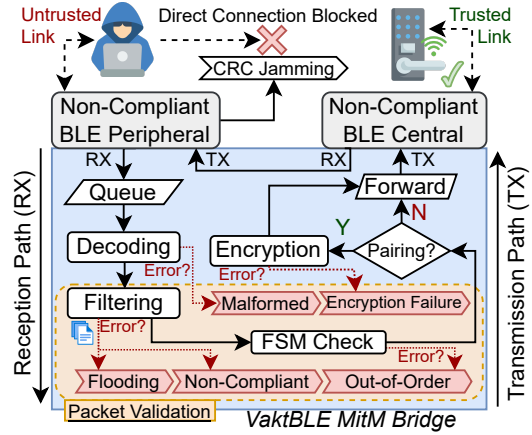 Untrusted
Link
Direct Connection Blocked
Trusted
Link
CRC Jamming
Non-Compliant
BLE Peripheral
Non-Compliant
BLE Central
RX
TX
RX
TX
Queue
Forward
Y
N
Decoding
Encryption
Pairing?
Error?
Error?
Filtering
Malformed
Encryption Failure
Error?
FSM Check
Error?
Flooding
Non-Compliant
Out-of-Order
Packet Validation
VaktBLE MitM Bridge
Reception Path (RX)
Transmission Path (TX)